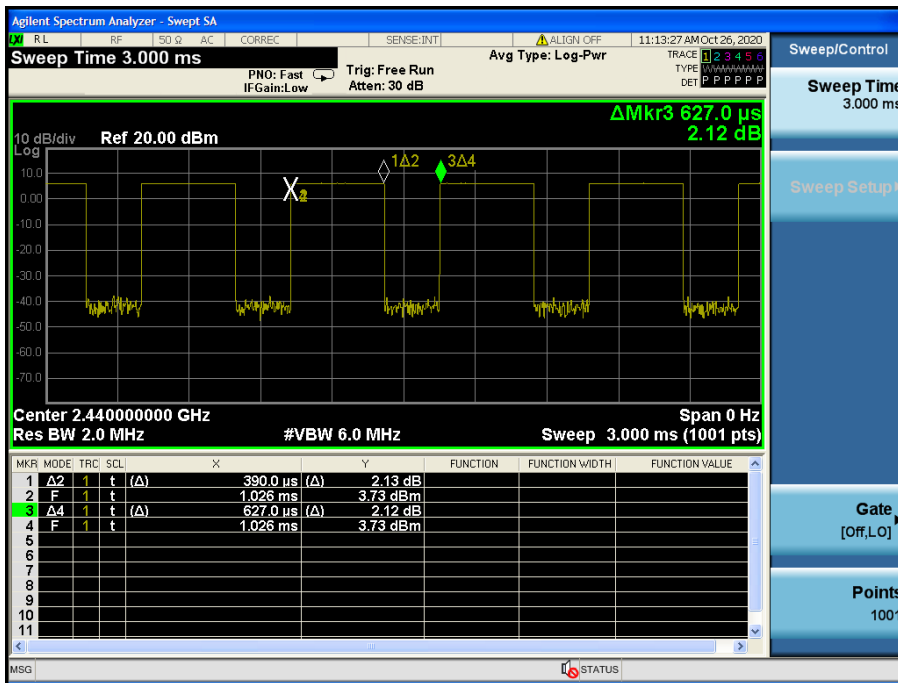 Agilent Spectrum Analyzer - Swept SA
LXI RL RF 50 Ω AC CORREC SENSE:INT ALIGN OFF 11:13:27 AM Oct 26, 2020
Sweep Time 3.000 ms
PNO: Fast
IFGain:Low
Trig: Free Run
Atten: 30 dB
Avg Type: Log-Pwr
TRACE 1 2 3 4 5 6
TYPE WWWWWW
DET P P P P P P
ΔMkr3 627.0 µs
2.12 dB
10 dB/div Ref 20.00 dBm
Log
10.0
0.00
-10.0
-20.0
-30.0
-40.0
-50.0
-60.0
-70.0
1Δ2 3Δ4
X2
Center 2.440000000 GHz Span 0 Hz
Res BW 2.0 MHz #VBW 6.0 MHz Sweep 3.000 ms (1001 pts)
MKR MODE TRC SCL X Y FUNCTION FUNCTION WIDTH FUNCTION VALUE
1 Δ2 1 t (Δ) 390.0 µs (Δ) 2.13 dB
2 F 1 t 1.026 ms 3.73 dBm
3 Δ4 1 t (Δ) 627.0 µs (Δ) 2.12 dB
4 F 1 t 1.026 ms 3.73 dBm
5
6
7
8
9
10
11
MSG STATUS
Sweep/Control
Sweep Time
3.000 ms
Sweep Setup
Gate
[Off,LO]
Points
1001